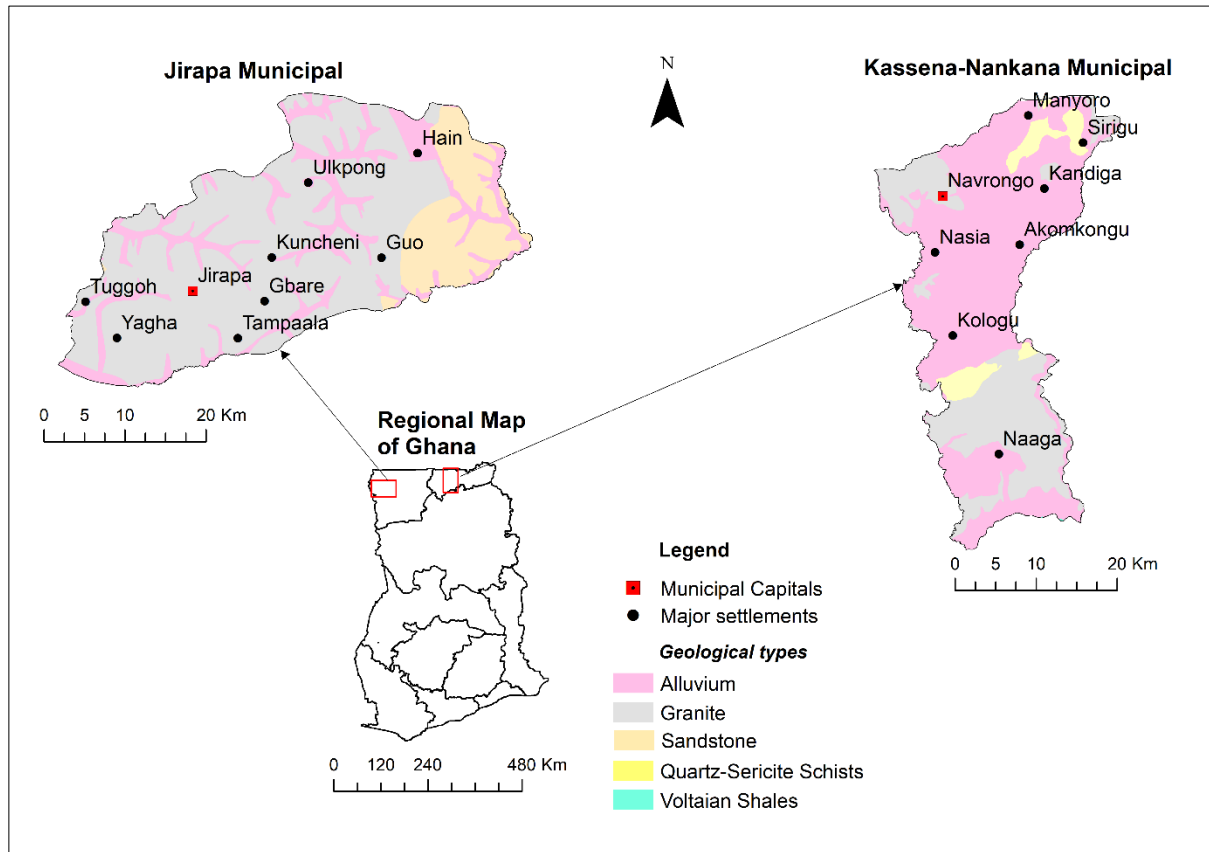 Jirapa Municipal
Hain
Ulkpong
Kuncheni
Guo
Jirapa
Tuggoh
Gbare
Yagha
Tampaala
0 5 10 20 Km
N
Kassena-Nankana Municipal
Manyoro
Sirigu
Kandiga
Navrongo
Akomkongu
Nasia
Kologu
Naaga
0 5 10 20 Km
Regional Map
of Ghana
0 120 240 480 Km
Legend
Municipal Capitals
Major settlements
Geological types
Alluvium
Granite
Sandstone
Quartz-Sericite Schists
Voltaian Shales